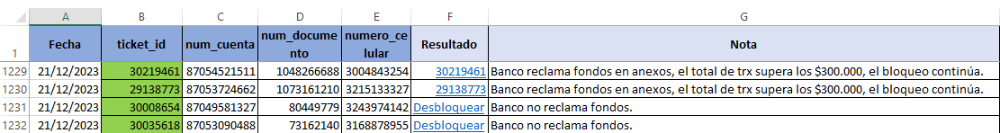 A B C D E F G
1 Fecha ticket_id num_cuenta num_docume
nto numero_ce
lular Resultado Nota
1229 21/12/2023 30219461 87054521511 1048266688 3004843254 30219461 Banco reclama fondos en anexos, el total de trx supera los $300.000, el bloqueo continúa.
1230 21/12/2023 29138773 87053724662 1073161210 3215133327 29138773 Banco reclama fondos en anexos, el total de trx supera los $300.000, el bloqueo continúa.
1231 21/12/2023 30008654 87049581327 80449779 3243974142 Desbloquear Banco no reclama fondos.
1232 21/12/2023 30035618 87053090488 73162140 3168878955 Desbloquear Banco no reclama fondos.